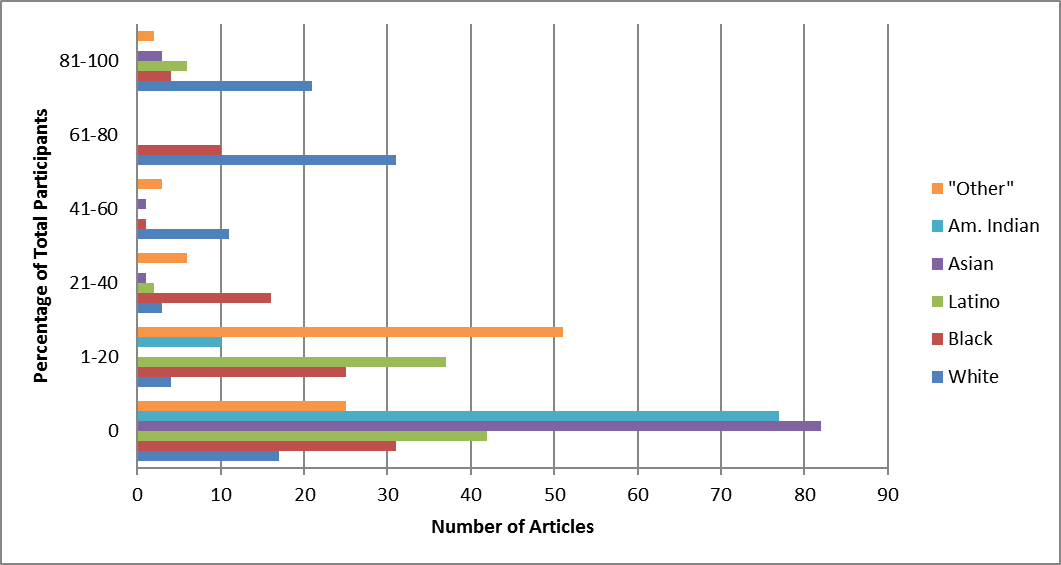 Percentage of Total Participants
81-100
61-80
41-60
21-40
1-20
0
0 10 20 30 40 50 60 70 80 90
Number of Articles
"Other"
Am. Indian
Asian
Latino
Black
White